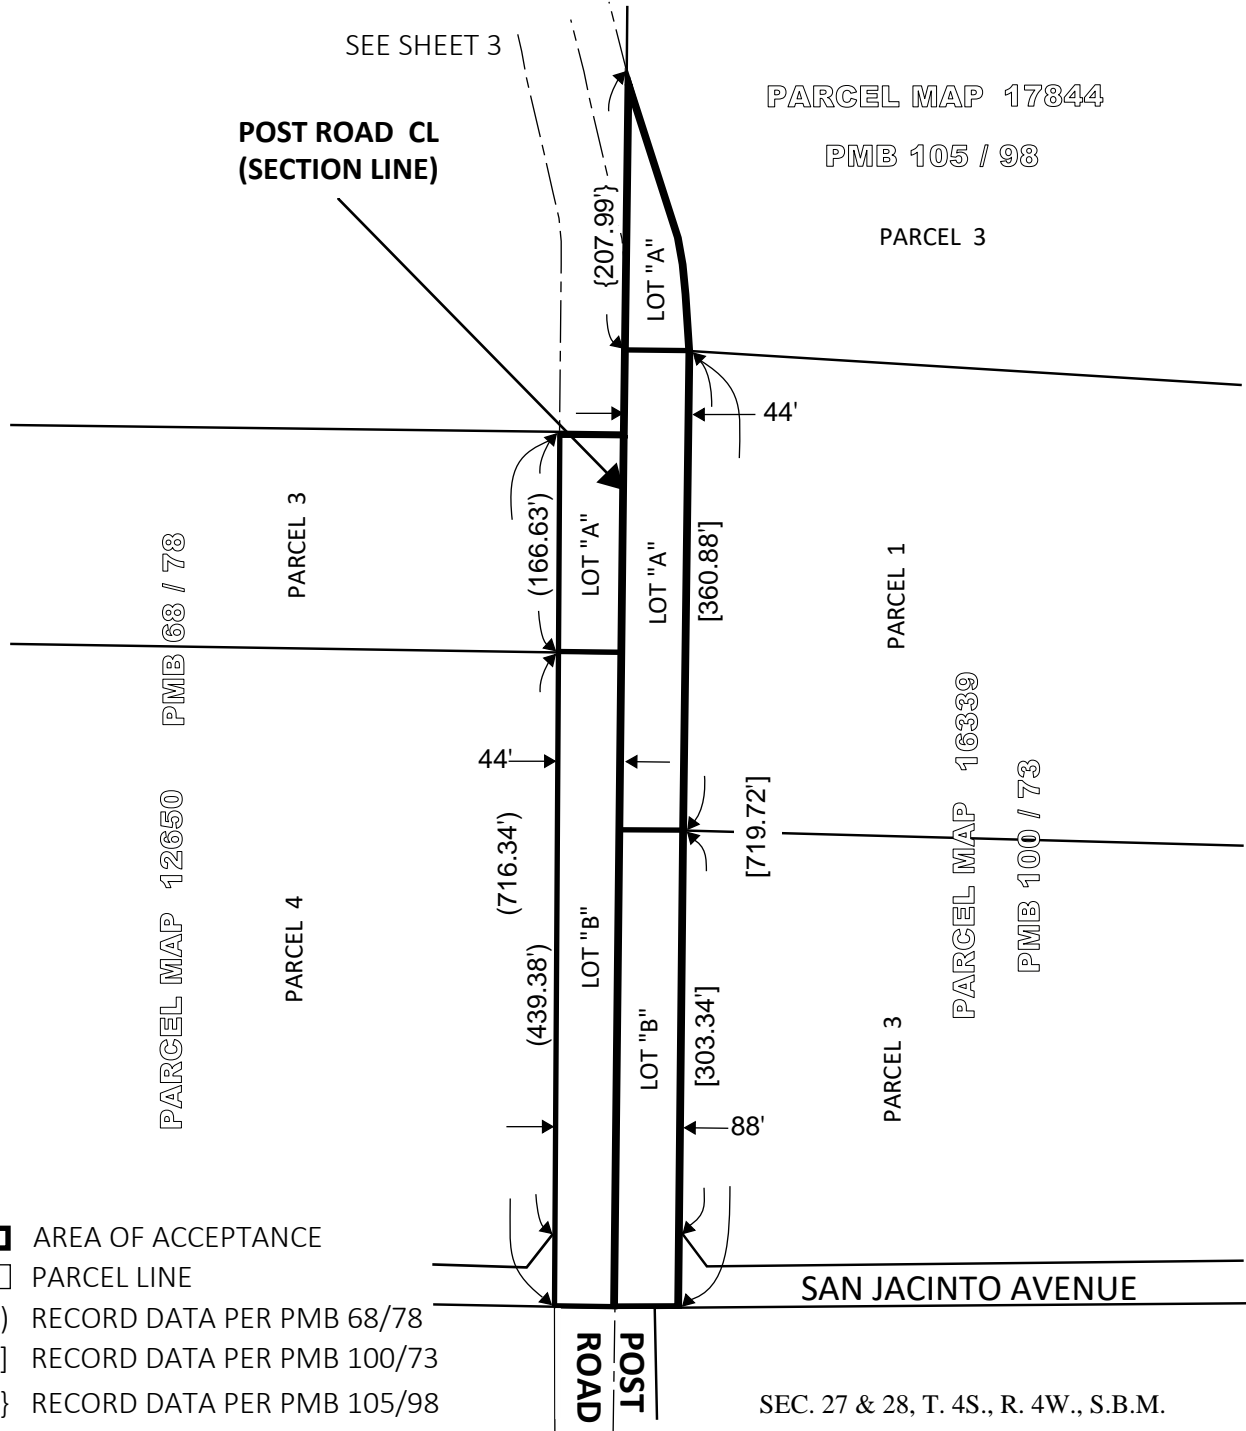 SEE SHEET 3
PARCEL MAP 17844
PMB 105 / 98
PARCEL 3
POST ROAD CL
(SECTION LINE)
{207.99'}
LOT "A"
44'
PARCEL 3
(166.63')
LOT "A"
LOT "A"
[360.88']
PARCEL 1
PARCEL MAP 12650 PMB 68 / 78
44'
(716.34')
[719.72']
PARCEL MAP 16339
PMB 100 / 73
PARCEL 4
(439.38')
LOT "B"
LOT "B"
[303.34']
PARCEL 3
88'
AREA OF ACCEPTANCE
PARCEL LINE
) RECORD DATA PER PMB 68/78
] RECORD DATA PER PMB 100/73
} RECORD DATA PER PMB 105/98
SAN JACINTO AVENUE
POST
ROAD
SEC. 27 & 28, T. 4S., R. 4W., S.B.M.